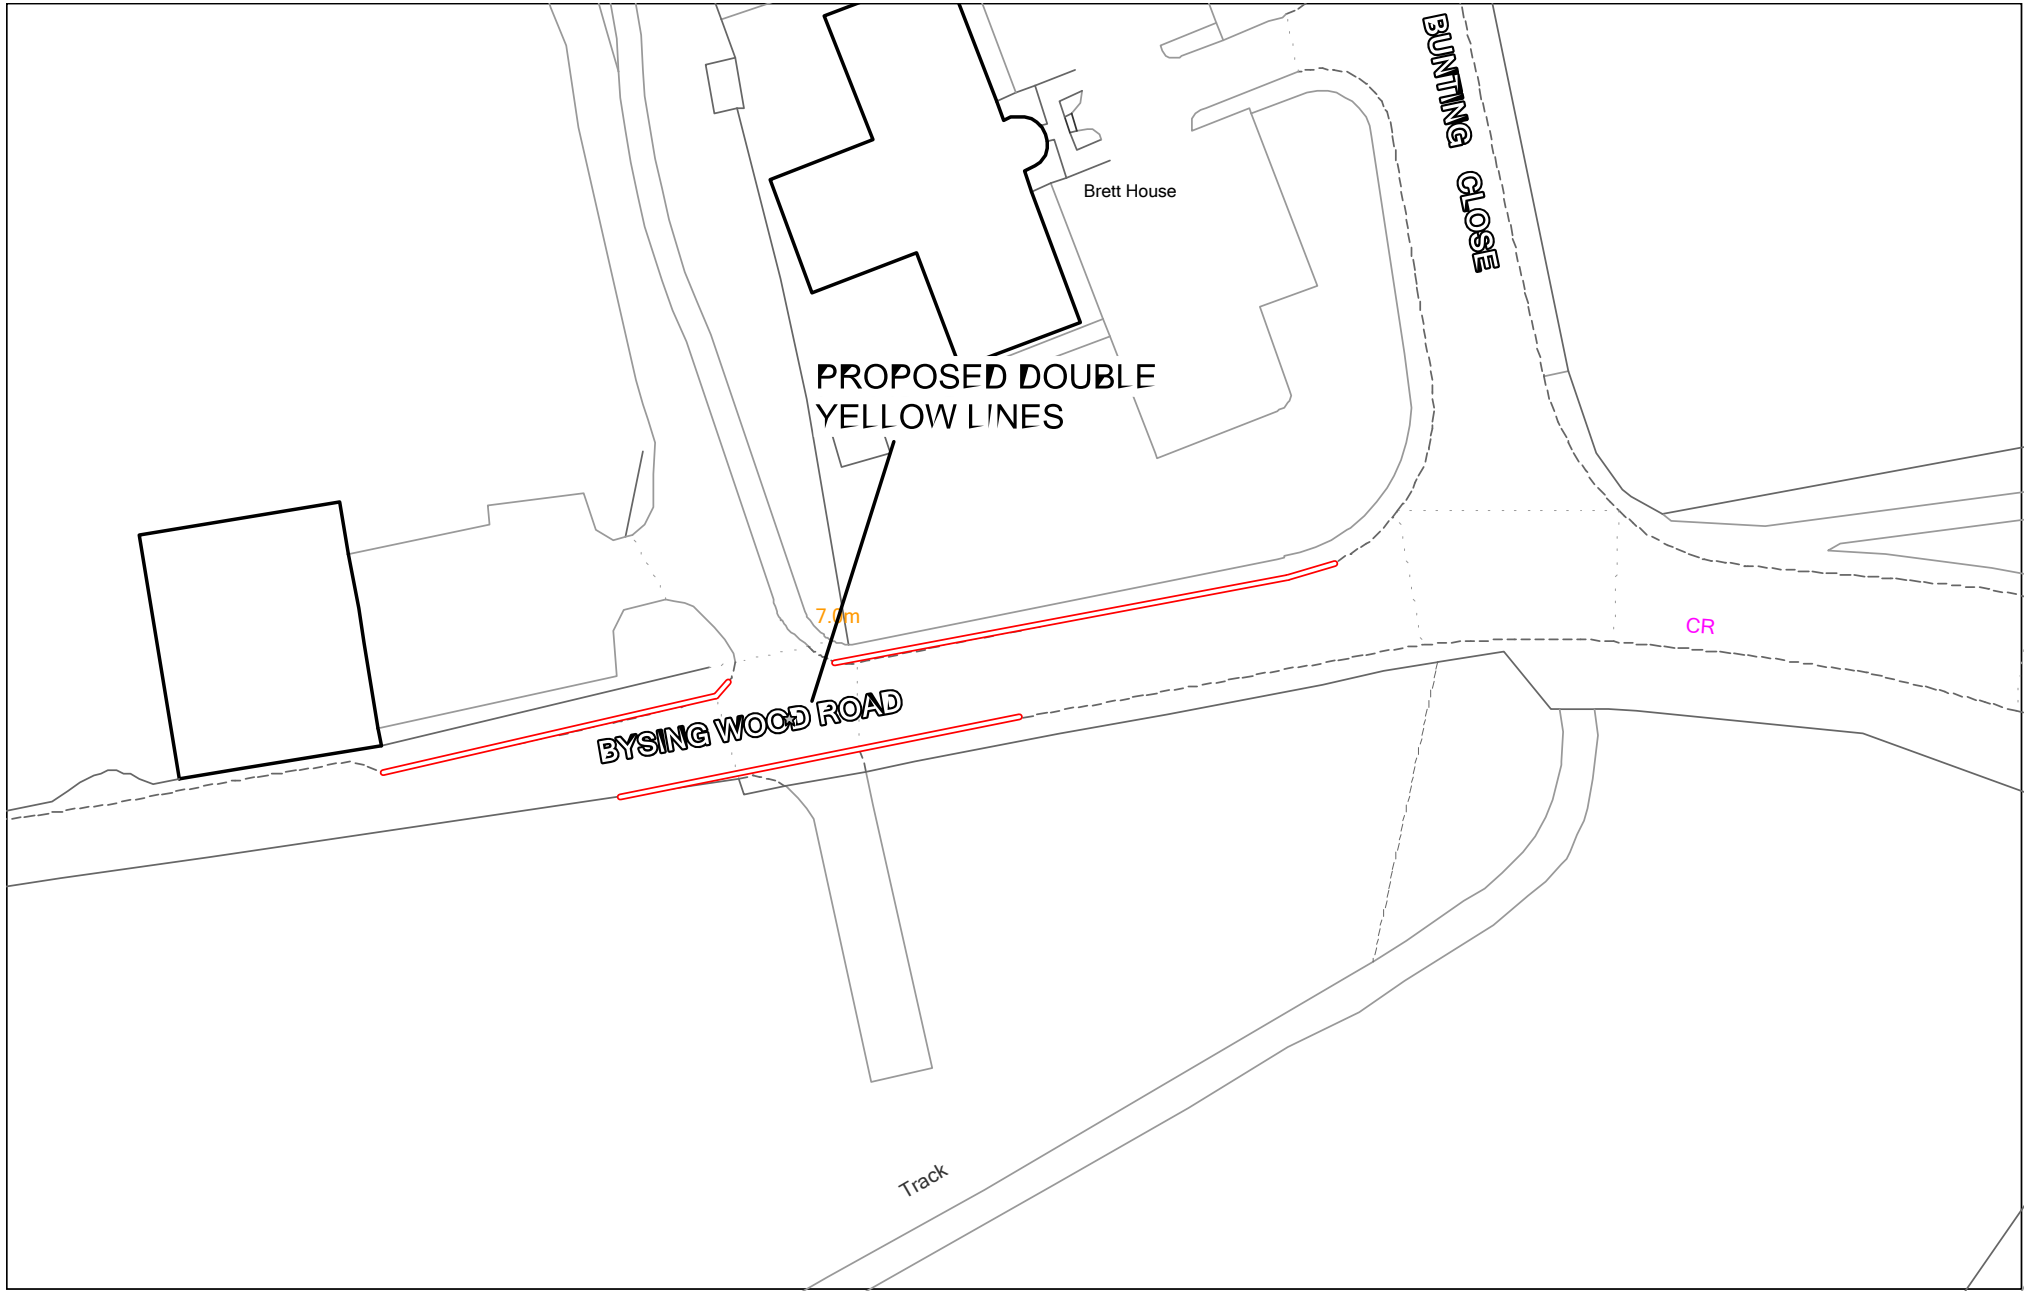 BUNTING CLOSE
Brett House
PROPOSED DOUBLE
YELLOW LINES
7.0m
CR
BYSING WOOD ROAD
Track